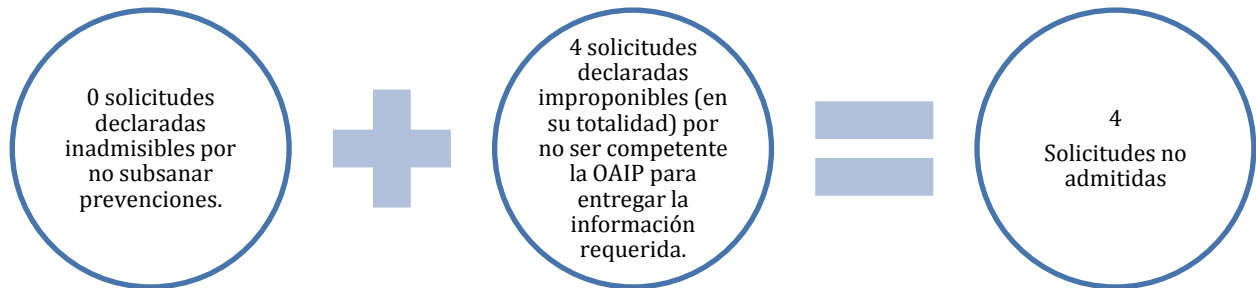 0 solicitudes
declaradas
inadmisibles por
no subsanar
prevenciones.
4 solicitudes
declaradas
improponibles (en
su totalidad) por
no ser competente
la OAIP para
entregar la
información
requerida.
4
Solicitudes no
admitidas